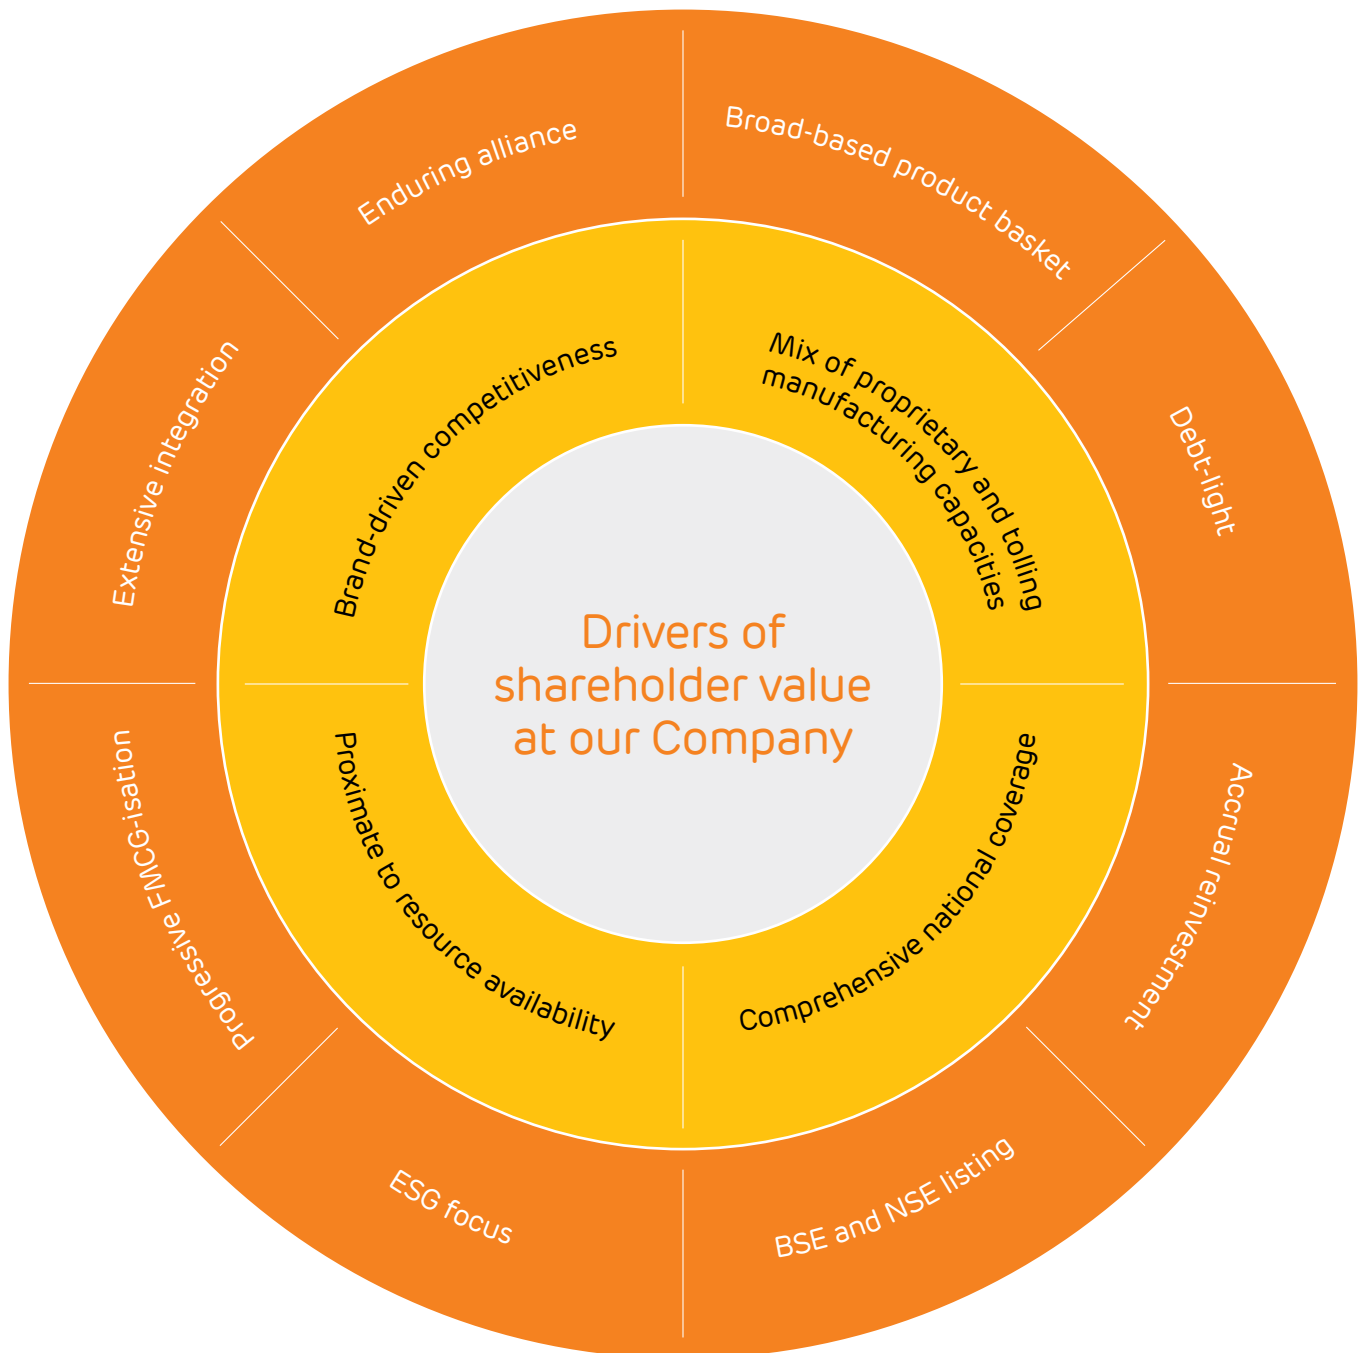 Drivers of
shareholder value
at our Company
Brand-driven competitiveness
Mix of proprietary and tolling
manufacturing capacities
Comprehensive national coverage
Proximate to resource availability
Enduring alliance
Broad-based product basket
Debt-light
Accrual reinvestment
BSE and NSE listing
ESG focus
Progressive FMCG-isation
Extensive integration